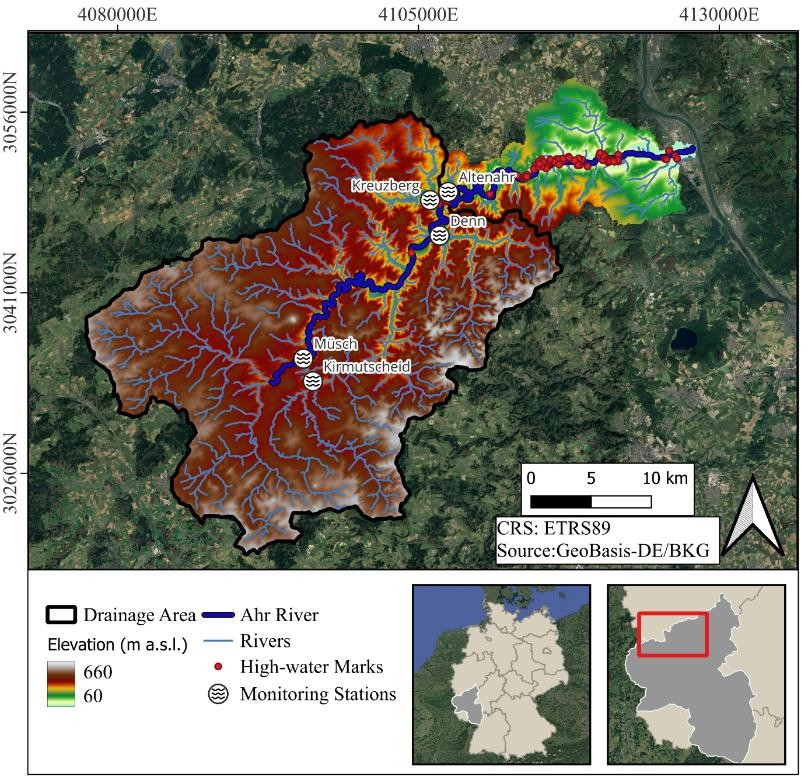 4080000E 4105000E 4130000E
3056000N
3041000N
3026000N
Kreuzberg
Altenahr
Denn
Müsch
Kirmutscheid
0 5 10 km
CRS: ETRS89
Source:GeoBasis-DE/BKG
Drainage Area
Ahr River
Elevation (m a.s.l.)
660
60
Rivers
High-water Marks
Monitoring Stations